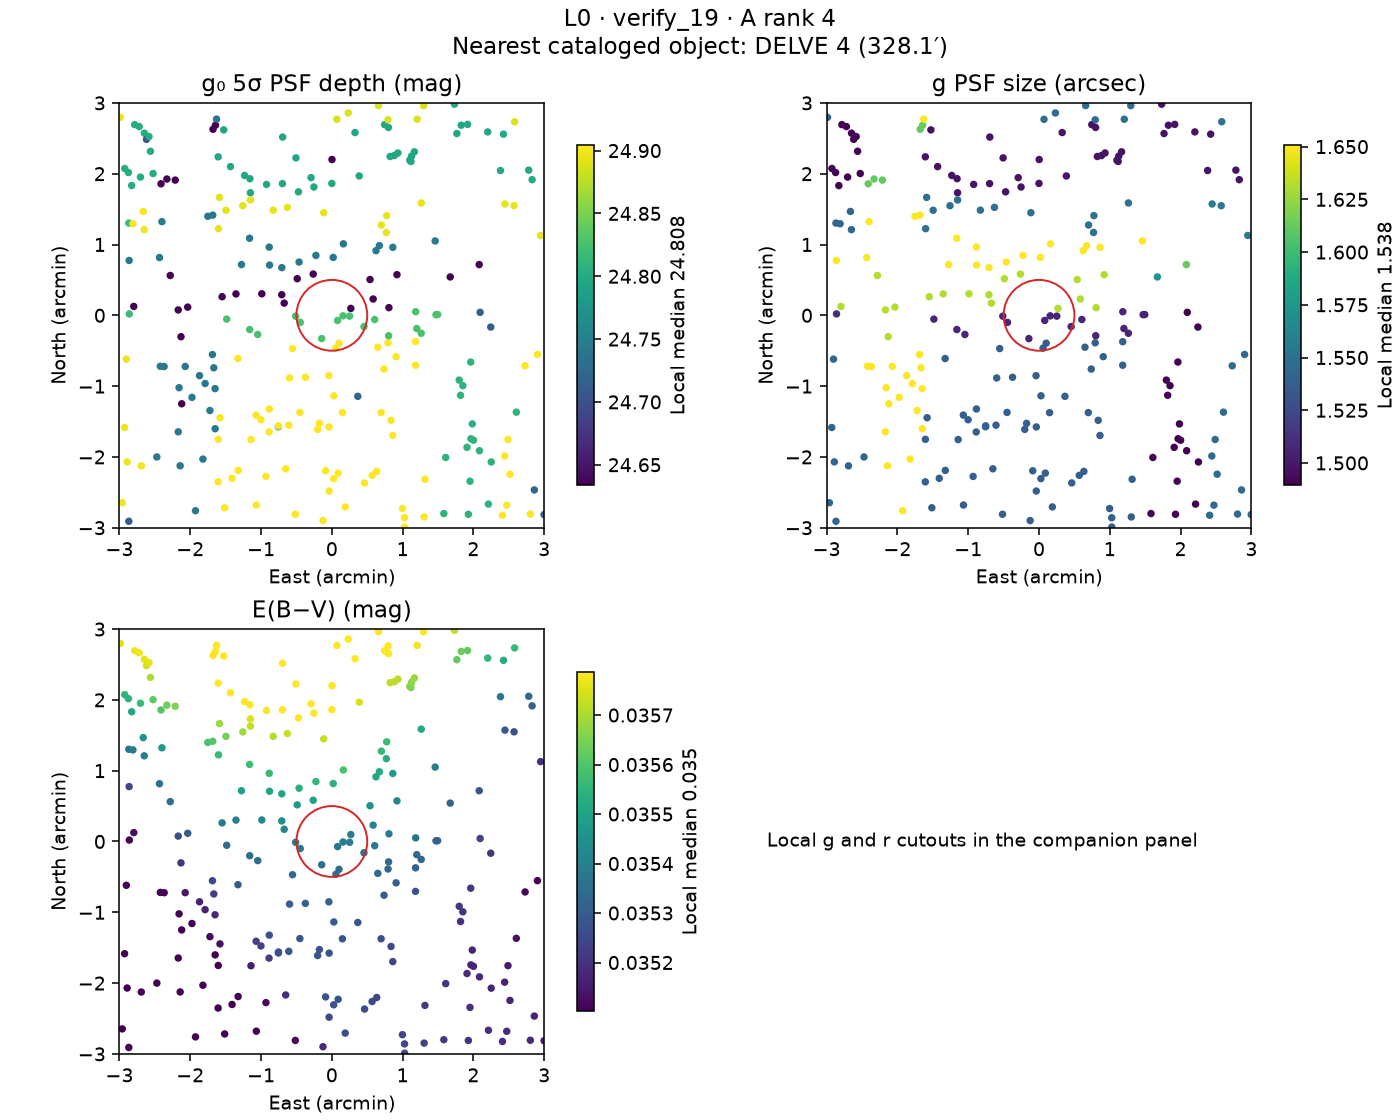 L0 · verify_19 · A rank 4
Nearest cataloged object: DELVE 4 (328.1′)
g₀ 5σ PSF depth (mag)
3
2
1
0
−1
−2
−3
North (arcmin)
−3 −2 −1 0 1 2 3
East (arcmin)
24.90
24.85
24.80
24.75
24.70
24.65
Local median 24.808
g PSF size (arcsec)
3
2
1
0
−1
−2
−3
North (arcmin)
−3 −2 −1 0 1 2 3
East (arcmin)
1.650
1.625
1.600
1.575
1.550
1.525
1.500
Local median 1.538
E(B−V) (mag)
3
2
1
0
−1
−2
−3
North (arcmin)
−3 −2 −1 0 1 2 3
East (arcmin)
0.0357
0.0356
0.0355
0.0354
0.0353
0.0352
Local median 0.035
Local g and r cutouts in the companion panel